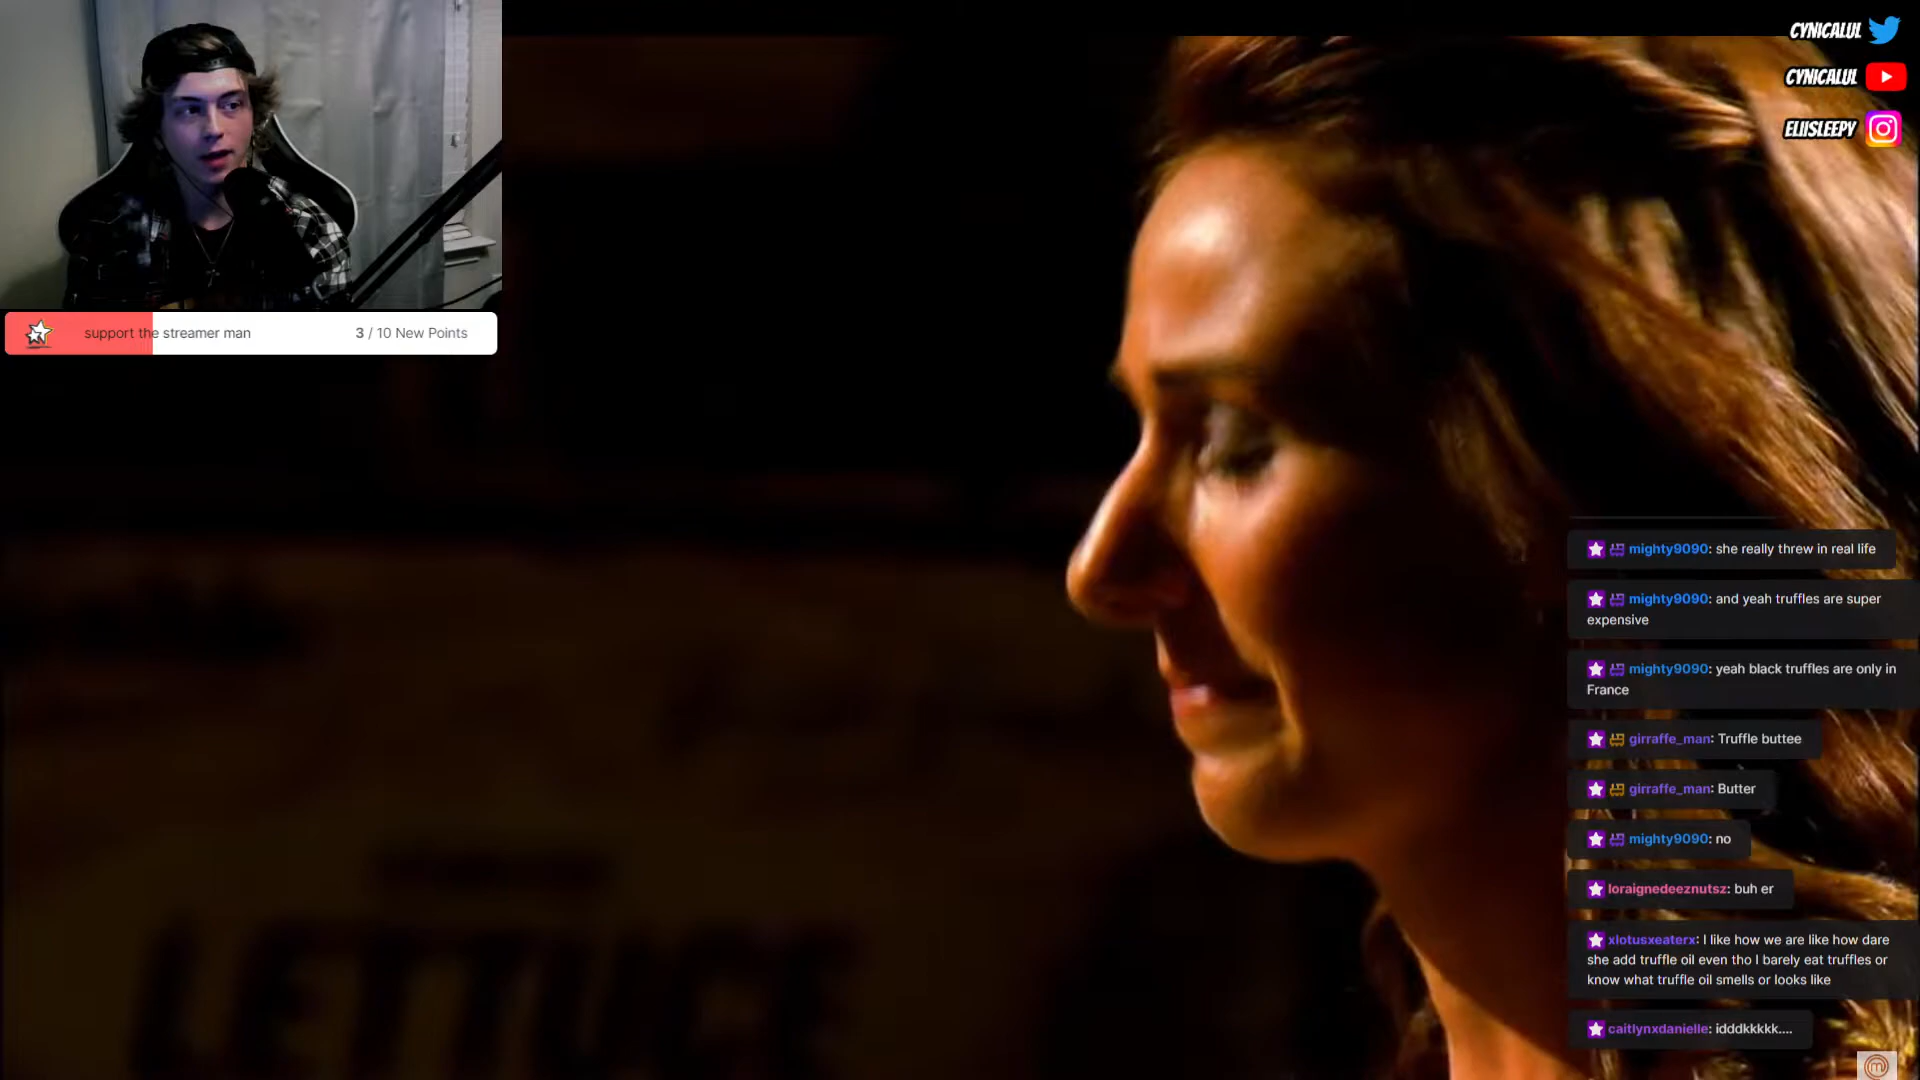 CYNICALUL
CYNICALUL
ELIISLEEPY
support the streamer man 3 / 10 New Points
mighty9090: she really threw in real life
mighty9090: and yeah truffles are super
expensive
mighty9090: yeah black truffles are only in
France
girraffe_man: Truffle buttee
girraffe_man: Butter
mighty9090: no
loraignedeeznutsz: buh er
xlotusxeaterx: I like how we are like how dare
she add truffle oil even tho I barely eat truffles or
know what truffle oil smells or looks like
caitlynxdanielle: idddkkkkk....
LETTUCE